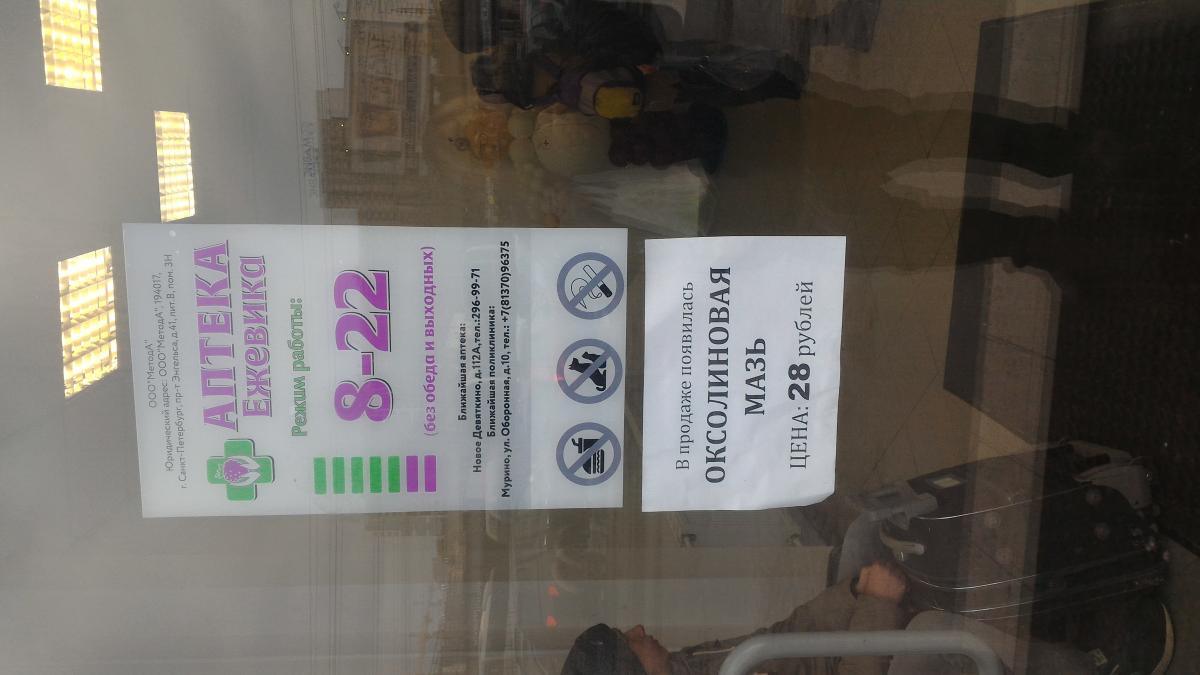 ООО"МетодА"
Юридический адрес: ООО"МетодА", 194017,
г. Санкт-Петербург, пр-т Энгельса, д.41, лит.В, пом. 3Н
АПТЕКА
Ежевика
Режим работы:
8-22
(без обеда и выходных)
Ближайшая аптека:
Новое Девяткино, д.112А,тел.:296-99-71
Ближайшая поликлиника:
Мурино, ул. Оборонная, д.10, тел.: +7(81370)96375
В продаже появилась
ОКСОЛИНОВАЯ
МАЗЬ
ЦЕНА: 28 рублей